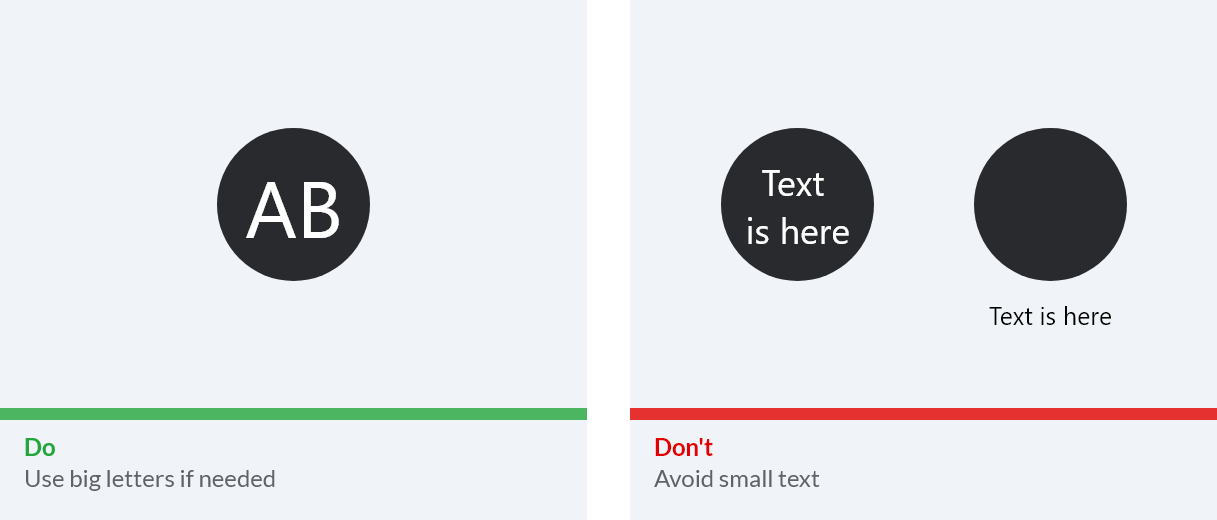 AB
Do
Use big letters if needed
Text
is here
Text is here
Don't
Avoid small text